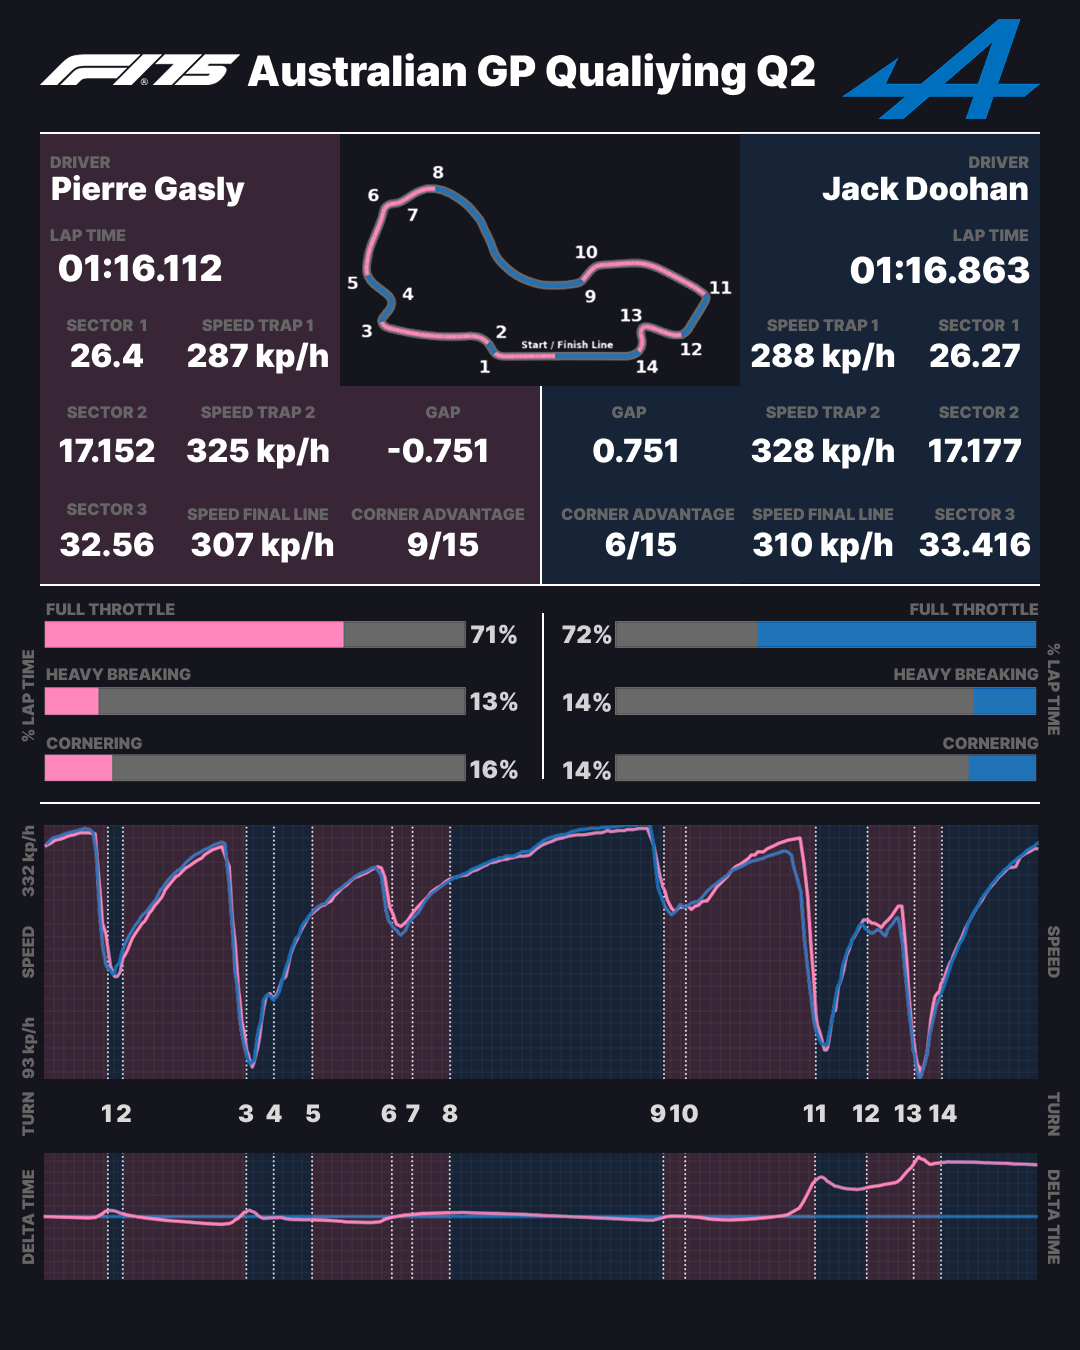 F1 75 Australian GP Qualiying Q2
DRIVER
Pierre Gasly
LAP TIME
01:16.112
SECTOR 1 SPEED TRAP 1
26.4 287 kp/h
SECTOR 2 SPEED TRAP 2 GAP
17.152 325 kp/h -0.751
SECTOR 3 SPEED FINAL LINE CORNER ADVANTAGE
32.56 307 kp/h 9/15
8
6
7
5
4
3
2
1
Start / Finish Line
10
9
11
13
12
14
DRIVER
Jack Doohan
LAP TIME
01:16.863
SPEED TRAP 1 SECTOR 1
288 kp/h 26.27
GAP SPEED TRAP 2 SECTOR 2
0.751 328 kp/h 17.177
CORNER ADVANTAGE SPEED FINAL LINE SECTOR 3
6/15 310 kp/h 33.416
% LAP TIME
FULL THROTTLE
71%
HEAVY BREAKING
13%
CORNERING
16%
FULL THROTTLE
72%
HEAVY BREAKING
14%
CORNERING
14%
% LAP TIME
332 kp/h
SPEED
93 kp/h
SPEED
TURN
1 2 3 4 5 6 7 8 9 10 11 12 13 14
TURN
DELTA TIME
DELTA TIME